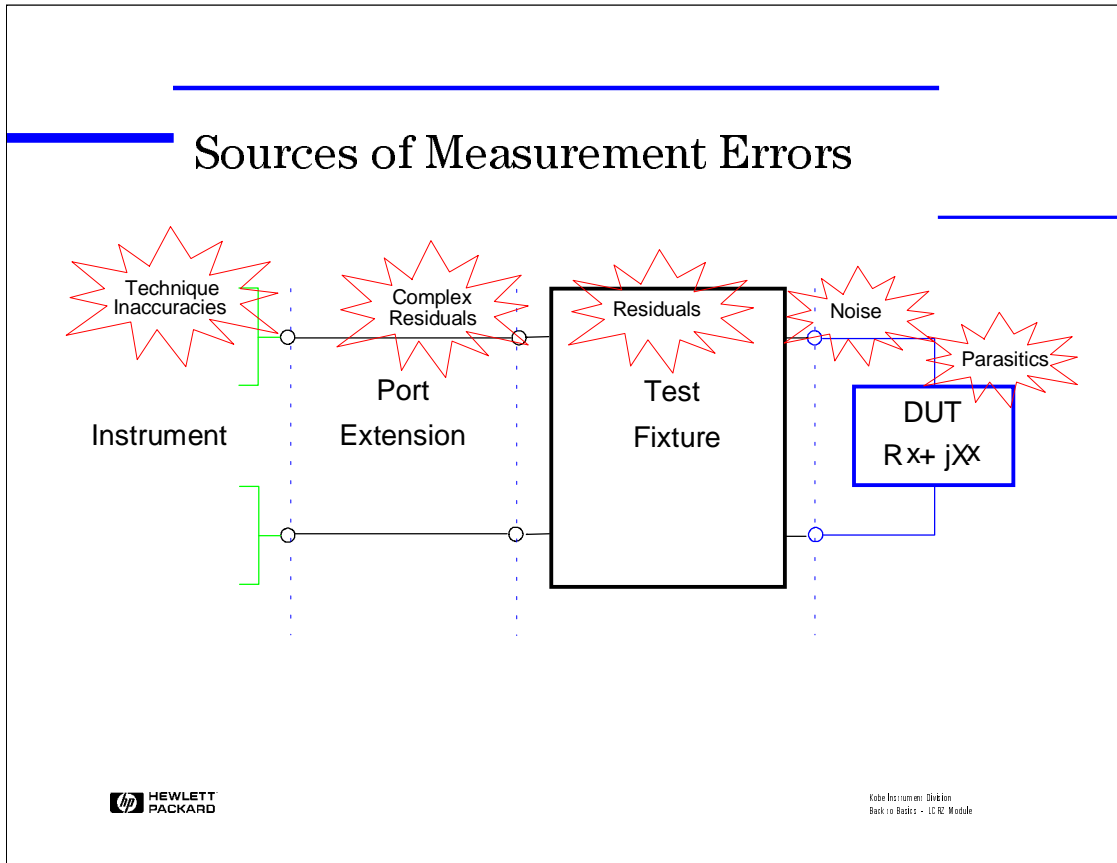 Sources of Measurement Errors
Technique
Inaccuracies
Complex
Residuals
Residuals
Noise
Parasitics
Instrument
Port
Extension
Test
Fixture
DUT
Rx+ jXx
hp HEWLETT
PACKARD
Kobe Instrument Division
Back to Basics - LCRZ Module